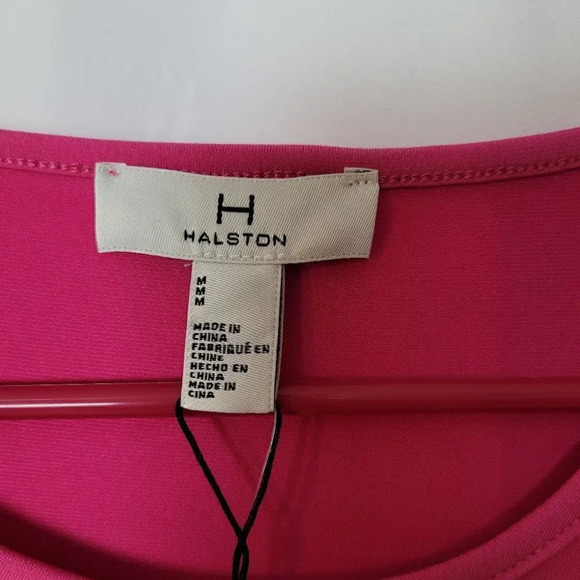 H
HALSTON
M
M
M
MADE IN
CHINA
FABRIQUÉ EN
CHINE
HECHO EN
CHINA
MADE IN
CINA